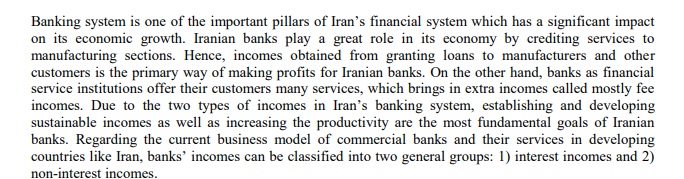 Banking system is one of the important pillars of Iran's financial system which has a significant impact
on its economic growth. Iranian banks play a great role in its economy by crediting services to
manufacturing sections. Hence, incomes obtained from granting loans to manufacturers and other
customers is the primary way of making profits for Iranian banks. On the other hand, banks as financial
service institutions offer their customers many services, which brings in extra incomes called mostly fee
incomes. Due to the two types of incomes in Iran's banking system, establishing and developing
sustainable incomes as well as increasing the productivity are the most fundamental goals of Iranian
banks. Regarding the current business model of commercial banks and their services in developing
countries like Iran, banks' incomes can be classified into two general groups: 1) interest incomes and 2)
non-interest incomes.